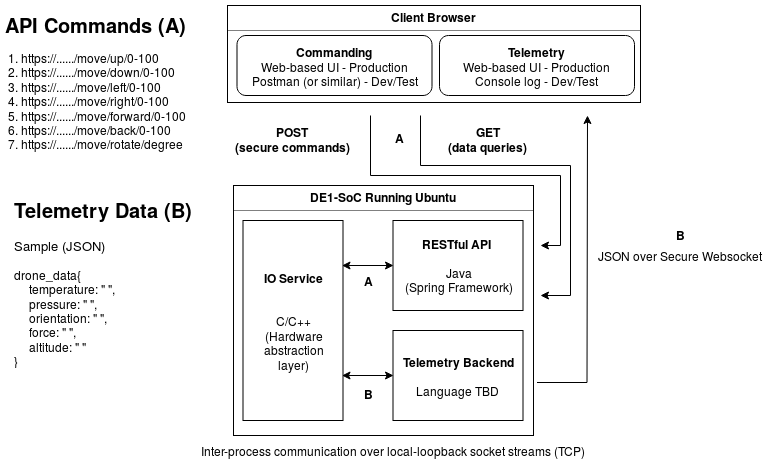 API Commands (A)
1. https://....../move/up/0-100
2. https://....../move/down/0-100
3. https://....../move/left/0-100
4. https://....../move/right/0-100
5. https://....../move/forward/0-100
6. https://....../move/back/0-100
7. https://....../move/rotate/degree
Telemetry Data (B)
Sample (JSON)
drone_data{
temperature: " ",
pressure: " ",
orientation: " ",
force: " ",
altitude: " "
}
Client Browser
Commanding
Web-based UI - Production
Postman (or similar) - Dev/Test
Telemetry
Web-based UI - Production
Console log - Dev/Test
POST
(secure commands)
A
GET
(data queries)
DE1-SoC Running Ubuntu
IO Service
C/C++
(Hardware
abstraction
layer)
A
B
RESTful API
Java
(Spring Framework)
Telemetry Backend
Language TBD
B
JSON over Secure Websocket
Inter-process communication over local-loopback socket streams (TCP)